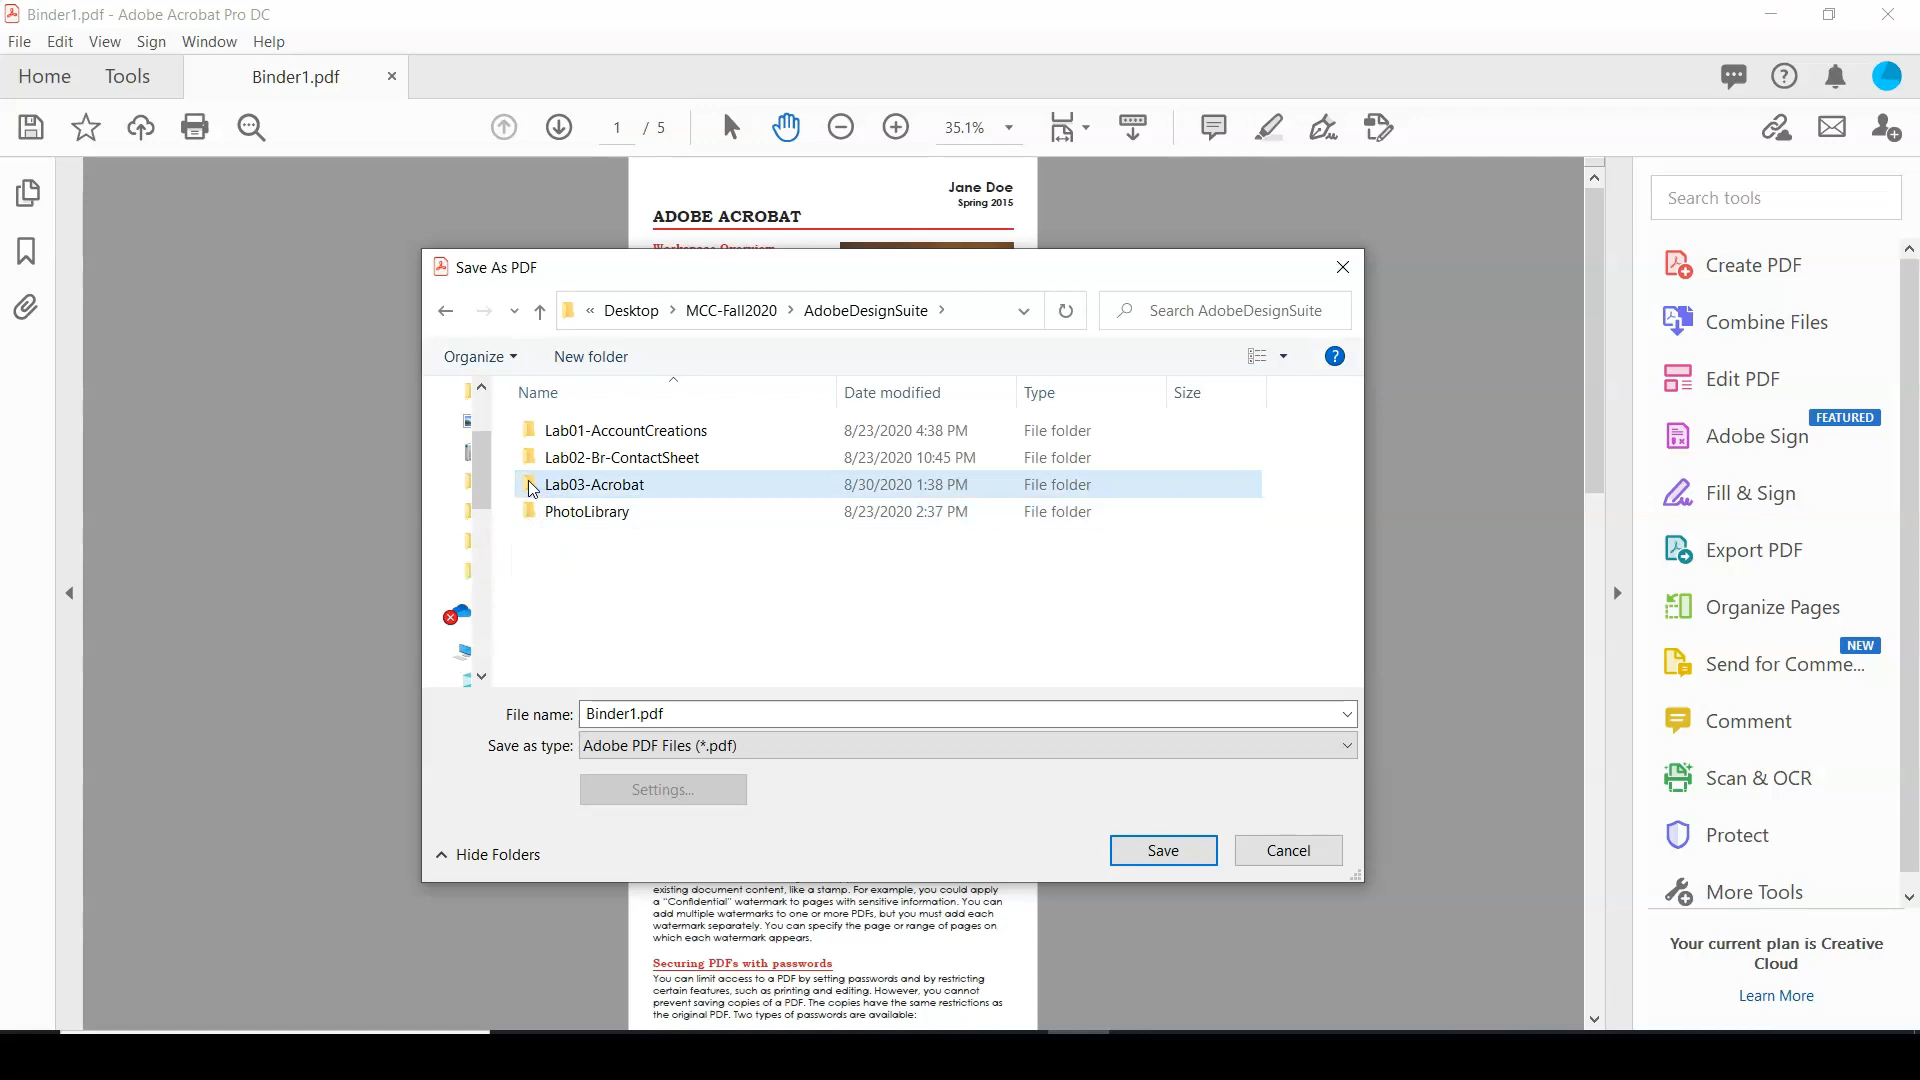 Binder1.pdf - Adobe Acrobat Pro DC
File Edit View Sign Window Help
Home Tools Binder1.pdf
1 / 5 35.1%
Search tools
Create PDF
Combine Files
Edit PDF
FEATURED
Adobe Sign
Fill & Sign
Export PDF
Organize Pages
NEW
Send for Comme...
Comment
Scan & OCR
Protect
More Tools
Your current plan is Creative
Cloud
Learn More
Jane Doe
Spring 2015
ADOBE ACROBAT
Workspace Overview
Save As PDF
« Desktop > MCC-Fall2020 > AdobeDesignSuite >
Search AdobeDesignSuite
Organize New folder
Name Date modified Type Size
Lab01-AccountCreations 8/23/2020 4:38 PM File folder
Lab02-Br-ContactSheet 8/23/2020 10:45 PM File folder
Lab03-Acrobat 8/30/2020 1:38 PM File folder
PhotoLibrary 8/23/2020 2:37 PM File folder
File name: Binder1.pdf
Save as type: Adobe PDF Files (*.pdf)
Settings...
Hide Folders
Save Cancel
existing document content, like a stamp. For example, you could apply
a "Confidential" watermark to pages with sensitive information. You can
add multiple watermarks to one or more PDFs, but you must add each
watermark separately. You can specify the page or range of pages on
which each watermark appears.
Securing PDFs with passwords
You can limit access to a PDF by setting passwords and by restricting
certain features, such as printing and editing. However, you cannot
prevent saving copies of a PDF. The copies have the same restrictions as
the original PDF. Two types of passwords are available: